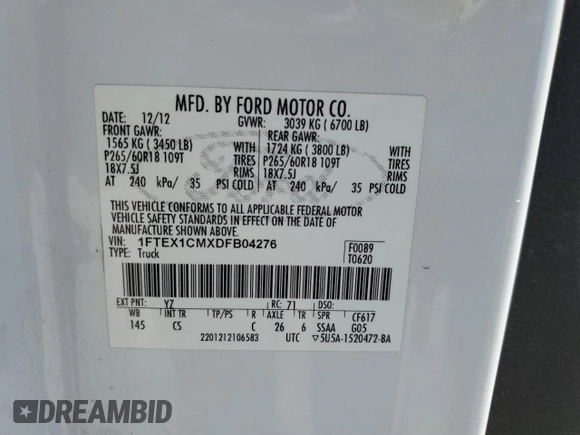 MFD. BY FORD MOTOR CO.
DATE: 12/12 GVWR: 3039 KG ( 6700 LB)
FRONT GAWR: REAR GAWR:
1565 KG ( 3450 LB) WITH 1724 KG ( 3800 LB) WITH
P265/60R18 109T TIRES P265/60R18 109T TIRES
18X7.5J RIMS 18X7.5J RIMS
AT 240 kPa/ 35 PSI COLD AT 240 kPa/ 35 PSI COLD
THIS VEHICLE CONFORMS TO ALL APPLICABLE FEDERAL MOTOR
VEHICLE SAFETY STANDARDS IN EFFECT ON THE DATE OF
MANUFACTURE SHOWN ABOVE.
VIN: 1FTEX1CMXDFB04276 F0089
TYPE: Truck T0620
EXT PNT: YZ RC: 71 DSO:
WB INT TR TP/PS R AXLE TR SPR CF617
145 CS C 26 6 SSAA G05
2201212106583 UTC ▽5U5A-1520472-BA
DREAMBID